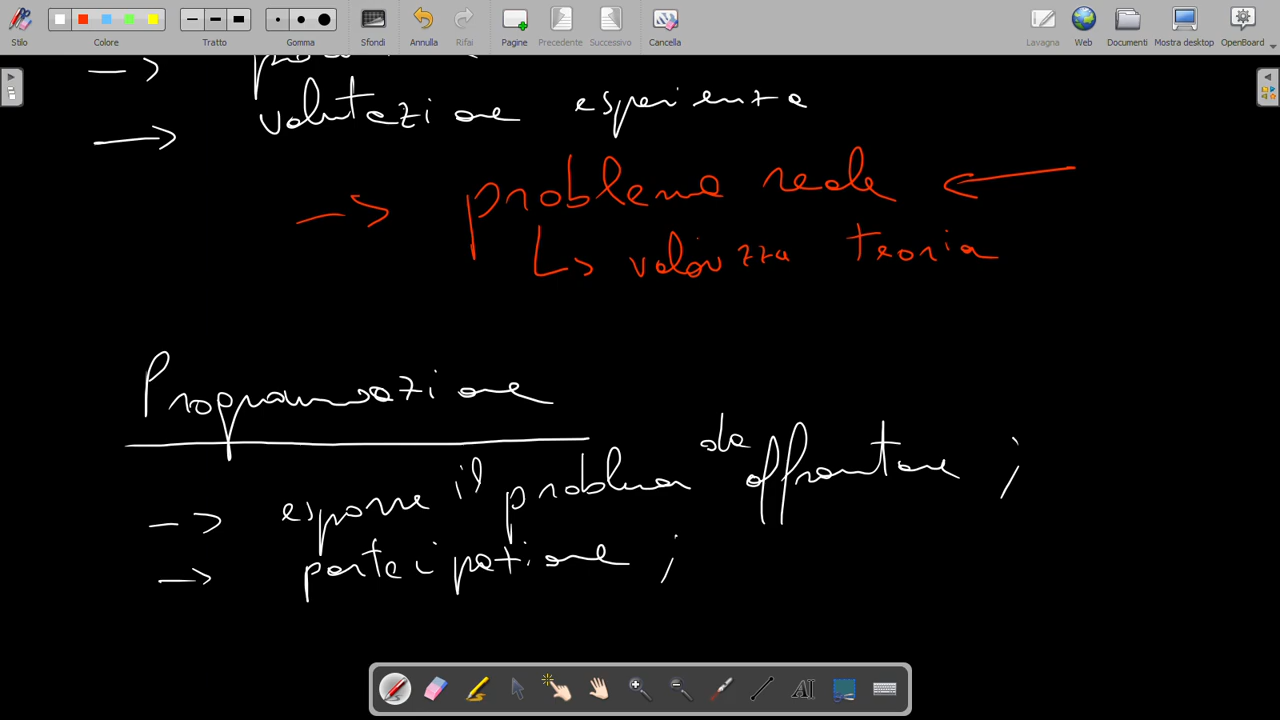 Stilo Colore Tratto Gomma Sfondi Annulla Rifai Pagine Precedente Successivo Cancella Lavagna Web Documenti Mostra desktop OpenBoard
->
-> valutazione esperienza
-> problema reale <-
↳ valorizza teoria
Programmazione
-> esporre il problema da affrontare ;
-> partecipazione ;
AI